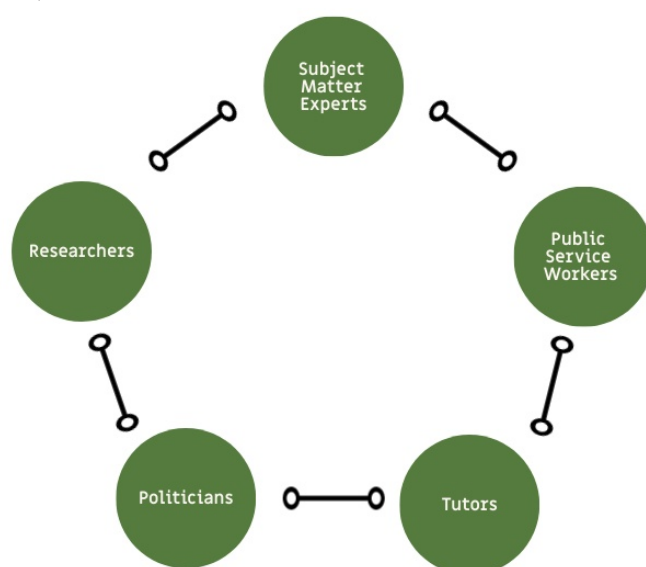 Subject
Matter
Experts
Researchers
Public
Service
Workers
Politicians
Tutors